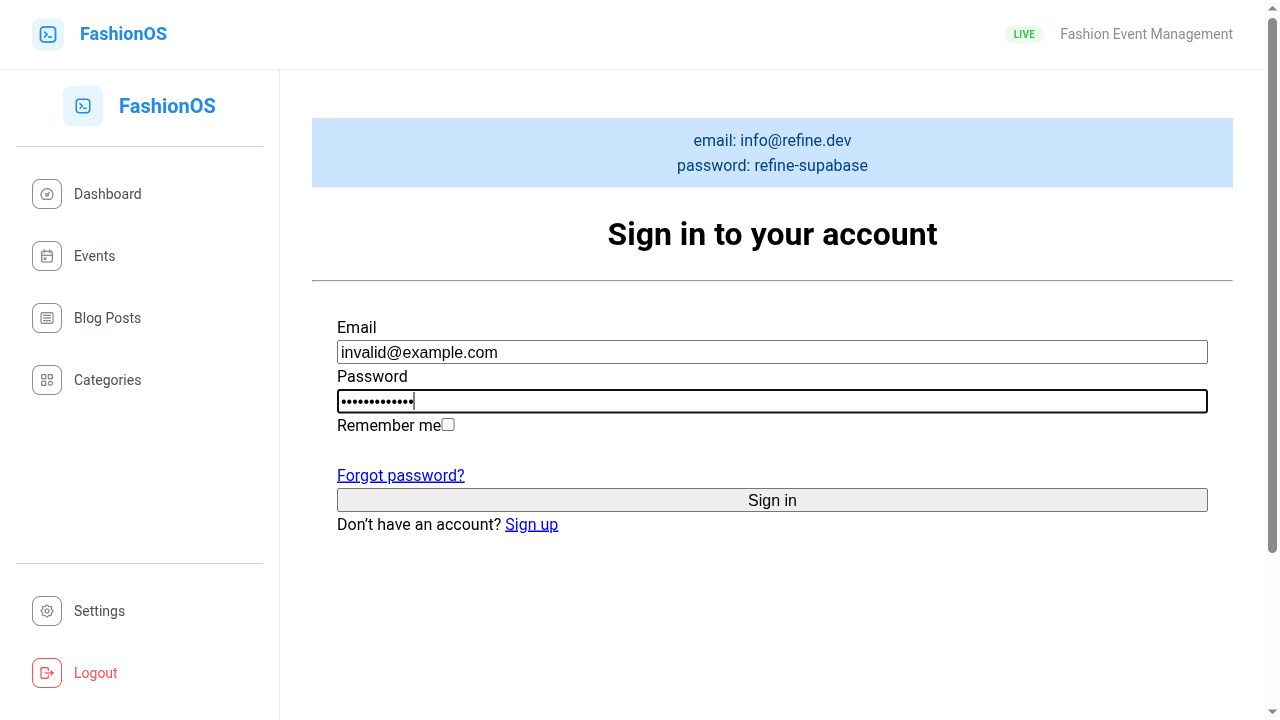 FashionOS
LIVE
Fashion Event Management
FashionOS
Dashboard
Events
Blog Posts
Categories
Settings
Logout
email: info@refine.dev
password: refine-supabase
Sign in to your account
Email
invalid@example.com
Password
•••••••••••••
Remember me
Forgot password?
Sign in
Don’t have an account? Sign up